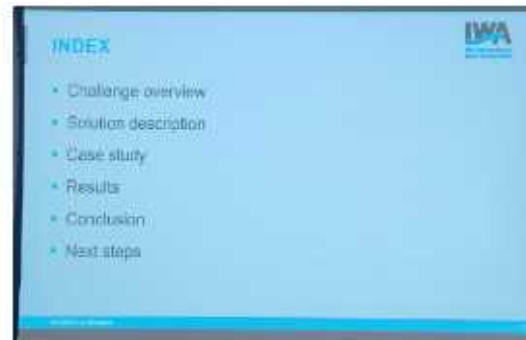 INDEX
IWA
Challenge overview
Solution description
Case study
Results
Conclusion
Next steps